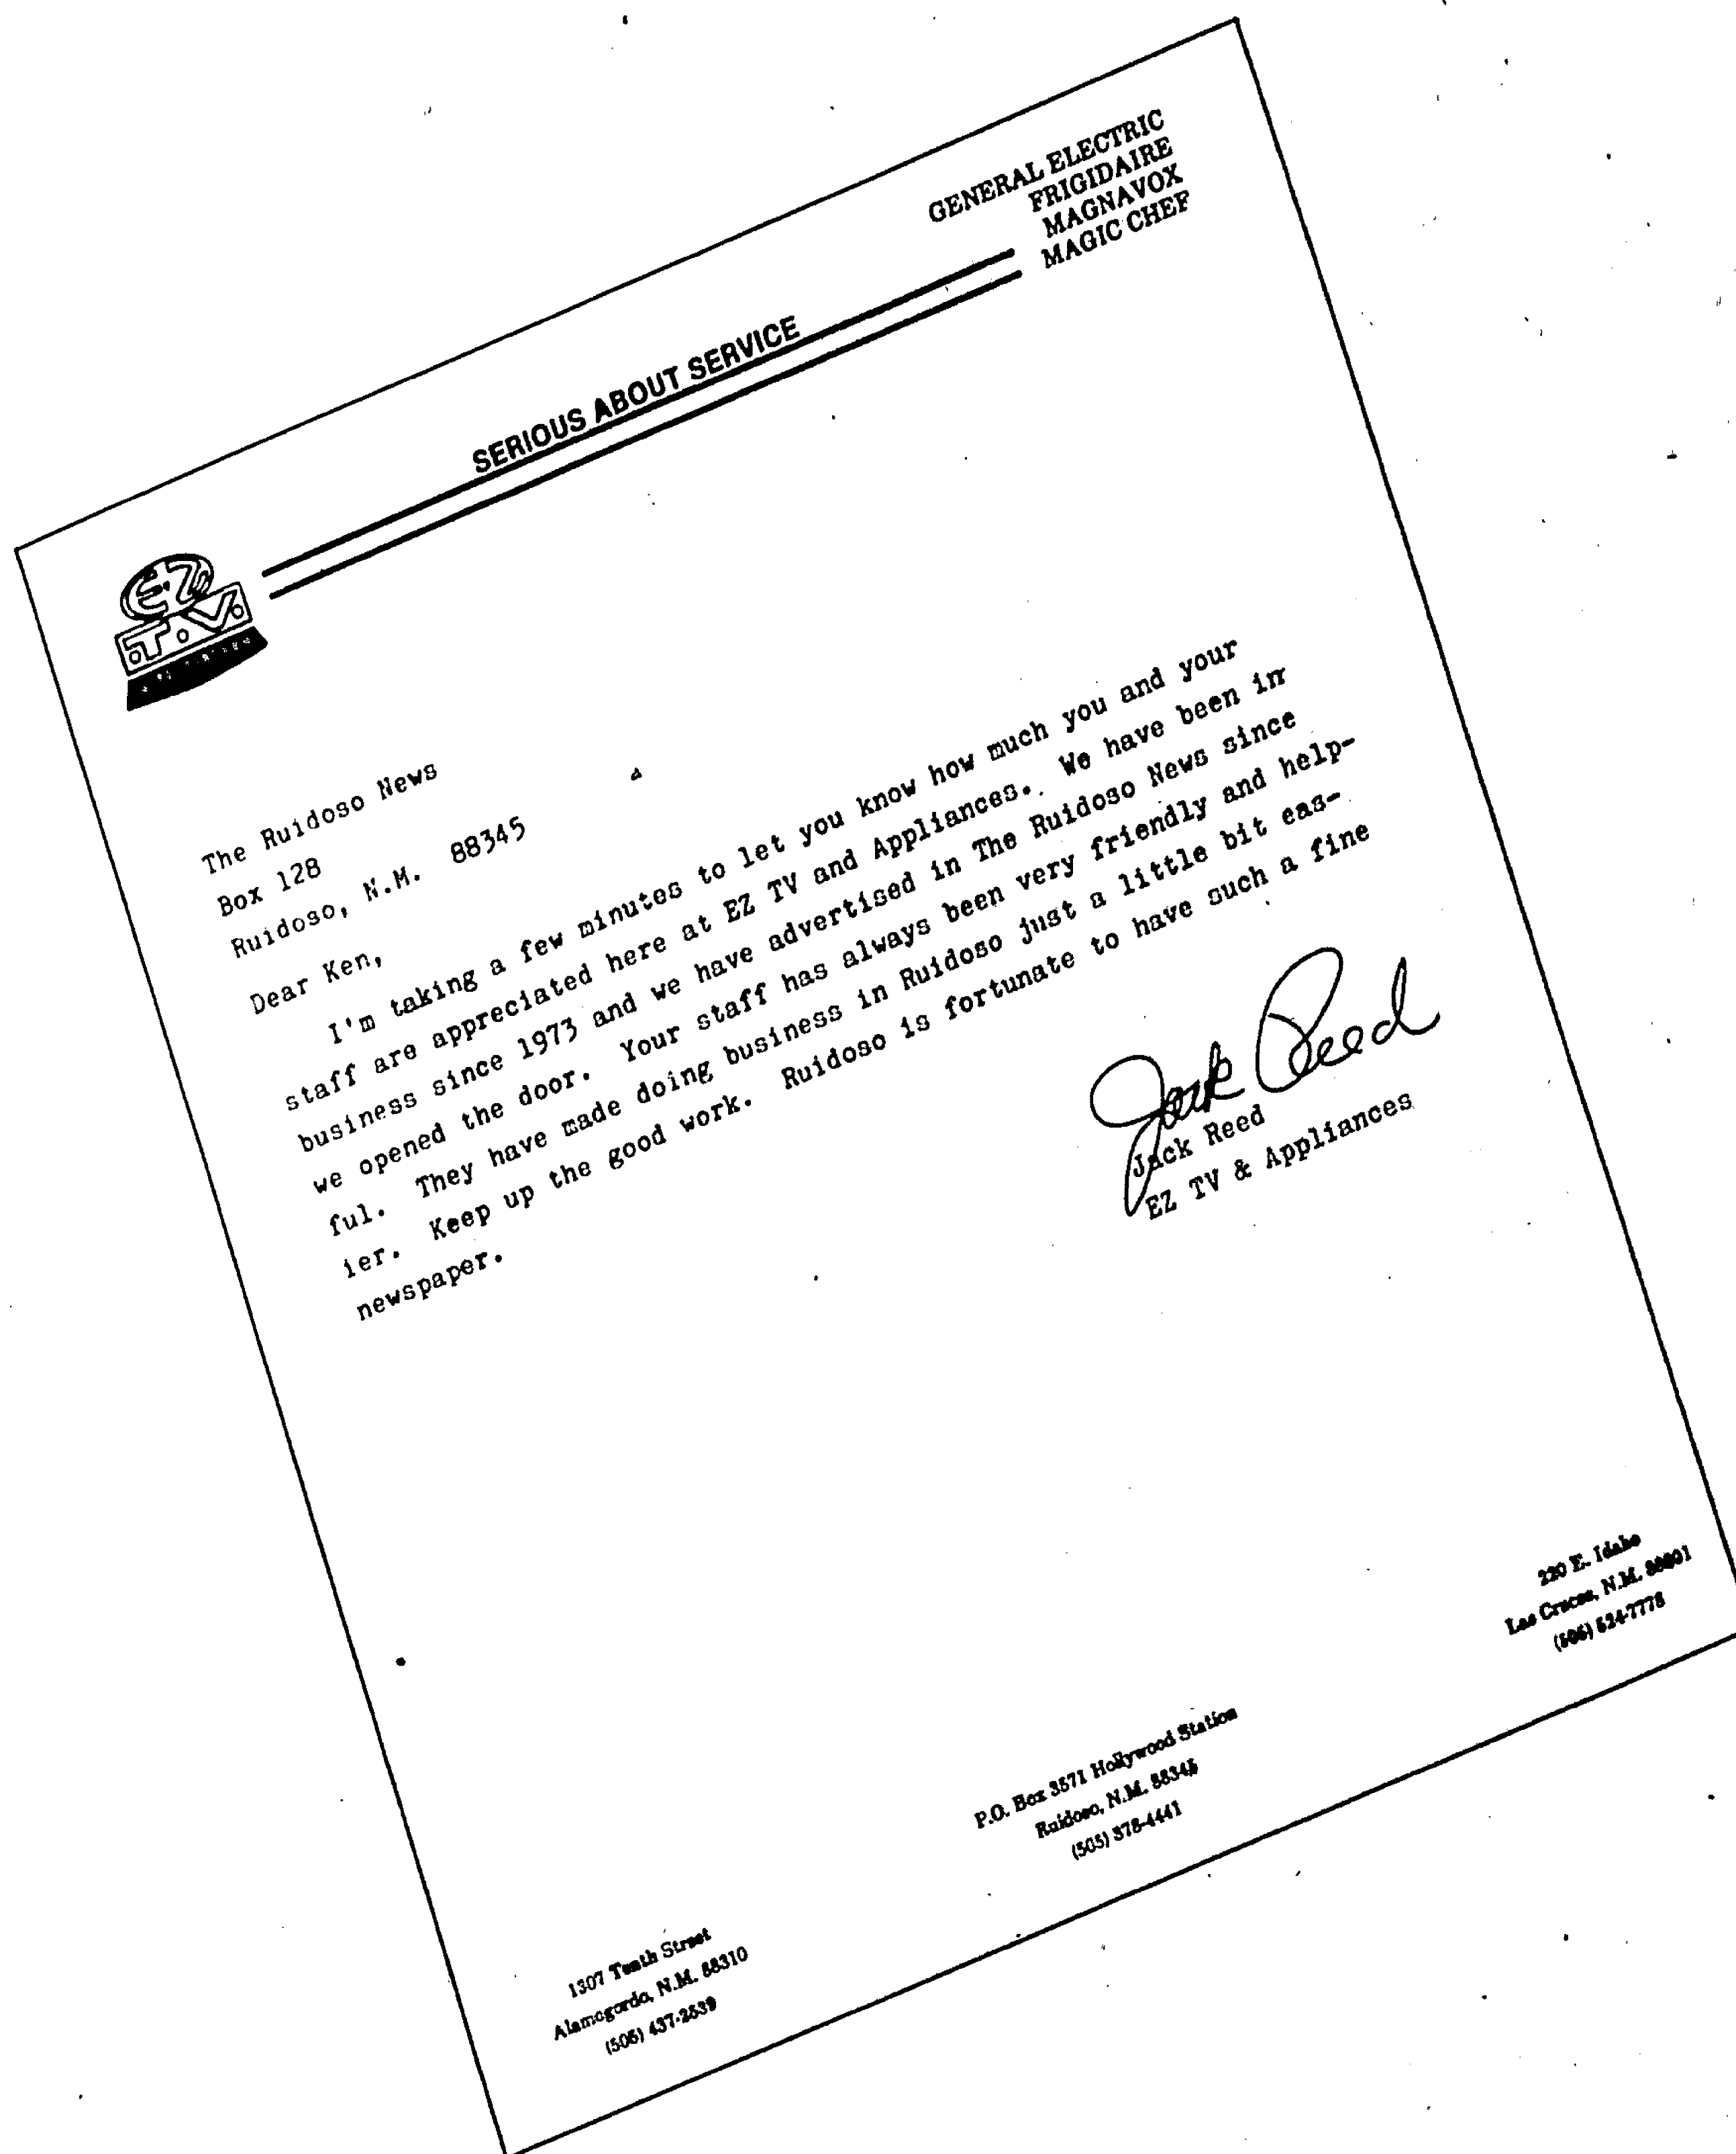 GENERAL ELECTRIC
FRIGIDAIRE
MAGNAVOX
MAGIC CHEF
SERIOUS ABOUT SERVICE
EZ
T.V.
The Ruidoso News
Box 128
Ruidoso, N.M. 88345
Dear Ken,
I'm taking a few minutes to let you know how much you and your
staff are appreciated here at EZ TV and Appliances. We have been in
business since 1973 and we have advertised in The Ruidoso News since
we opened the door. Your staff has always been very friendly and help-
ful. They have made doing business in Ruidoso just a little bit eas-
ier. Keep up the good work. Ruidoso is fortunate to have such a fine
newspaper.
Jack Reed
Jack Reed
EZ TV & Appliances
220 E. Idaho
Las Cruces, N.M.
P.O. Box 3571 Hollywood Station
Ruidoso, N.M. 88345
(505) 378-4441
1307 Tenth Street
Alamogordo, N.M. 88310
(505) 437-2539